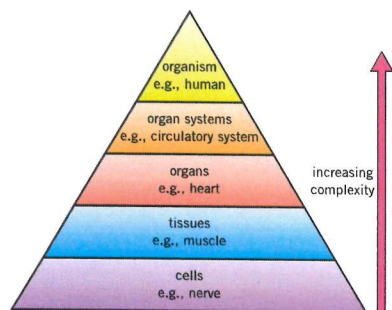 organism
e.g., human
organ systems
e.g., circulatory system
organs
e.g., heart
increasing
complexity
tissues
e.g., muscle
cells
e.g., nerve